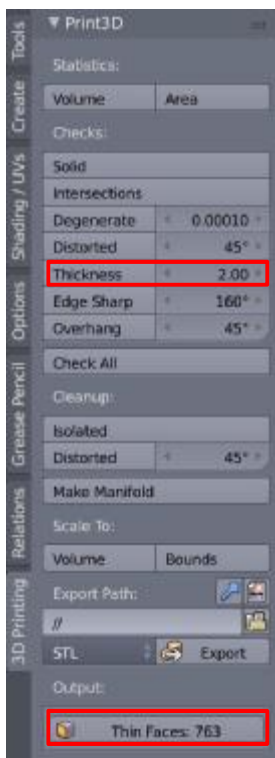 Print3D
Statistics:
Volume Area
Checks:
Solid
Intersections
Degenerate 0.00010
Distorted 45°
Thickness 2.00
Edge Sharp 160°
Overhang 45°
Check All
Cleanup:
Isolated
Distorted 45°
Make Manifold
Scale To:
Volume Bounds
Export Path:
//
STL Export
Output:
Thin Faces: 763
Tools
Create
Shading / UVs
Options
Grease Pencil
Relations
3D Printing